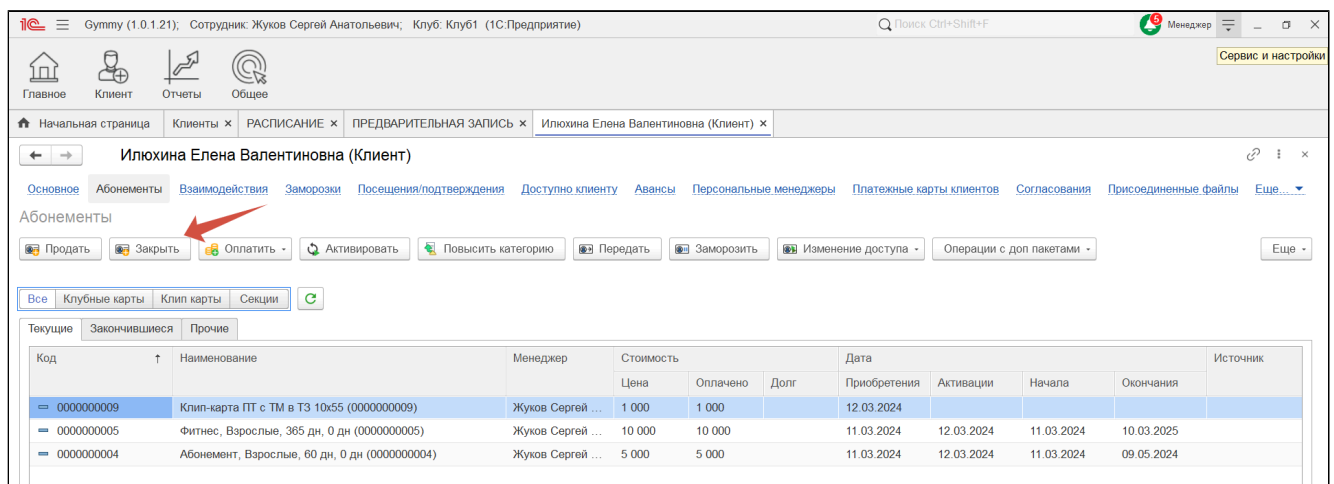 1С Gymmy (1.0.1.21); Сотрудник: Жуков Сергей Анатольевич; Клуб: Клуб1 (1С:Предприятие) Поиск Ctrl+Shift+F 5 Менеджер
Сервис и настройки
Главное Клиент Отчеты Общее
Начальная страница Клиенты × РАСПИСАНИЕ × ПРЕДВАРИТЕЛЬНАЯ ЗАПИСЬ × Илюхина Елена Валентиновна (Клиент) ×
Илюхина Елена Валентиновна (Клиент)
Основное Абонементы Взаимодействия Заморозки Посещения/подтверждения Доступно клиенту Авансы Персональные менеджеры Платежные карты клиентов Согласования Присоединенные файлы Еще...
Абонементы
Продать Закрыть Оплатить Активировать Повысить категорию Передать Заморозить Изменение доступа Операции с доп пакетами Еще
Все Клубные карты Клип карты Секции
Текущие Закончившиеся Прочие
Код ↑ Наименование Менеджер Стоимость Дата Источник
Цена Оплачено Долг Приобретения Активации Начала Окончания
0000000009 Клип-карта ПТ с ТМ в ТЗ 10х55 (0000000009) Жуков Сергей ... 1 000 1 000 12.03.2024
0000000005 Фитнес, Взрослые, 365 дн, 0 дн (0000000005) Жуков Сергей ... 10 000 10 000 11.03.2024 12.03.2024 11.03.2024 10.03.2025
0000000004 Абонемент, Взрослые, 60 дн, 0 дн (0000000004) Жуков Сергей ... 5 000 5 000 11.03.2024 12.03.2024 11.03.2024 09.05.2024